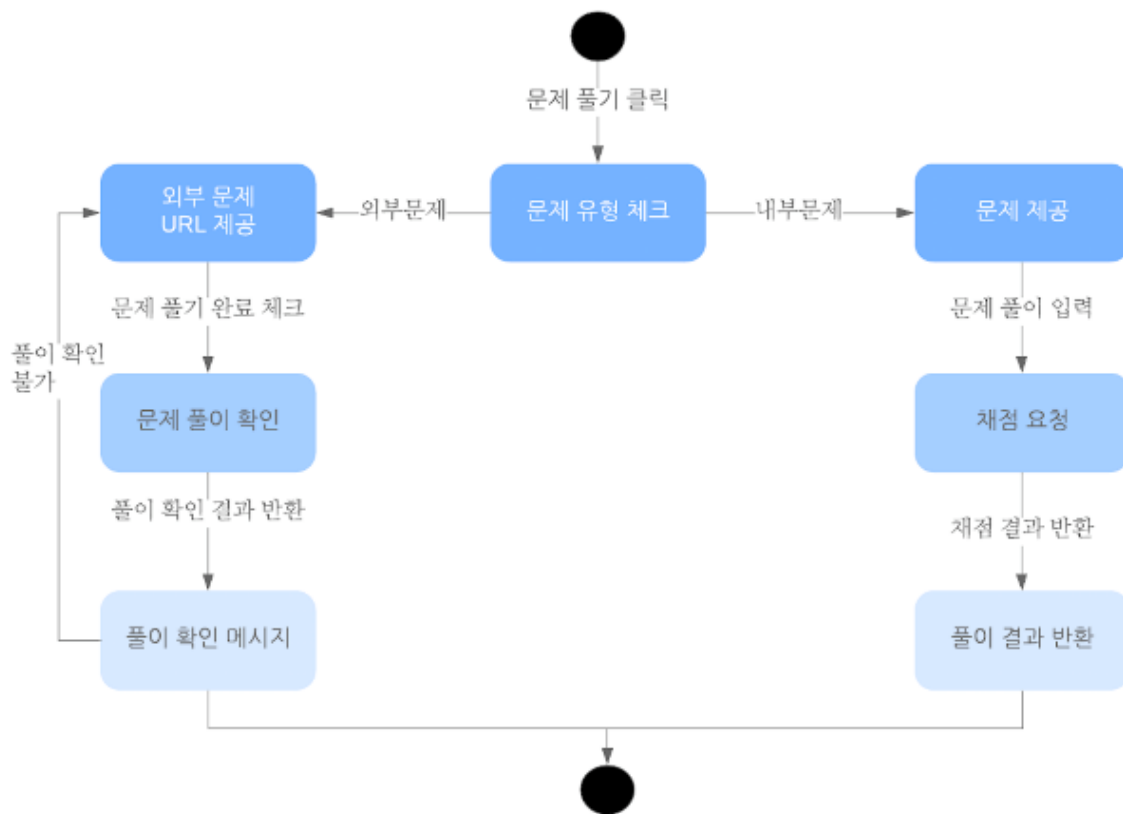 문제 풀기 클릭
외부 문제
URL 제공
외부문제
문제 유형 체크
내부문제
문제 제공
문제 풀기 완료 체크
문제 풀이 입력
풀이 확인
불가
문제 풀이 확인
채점 요청
풀이 확인 결과 반환
채점 결과 반환
풀이 확인 메시지
풀이 결과 반환